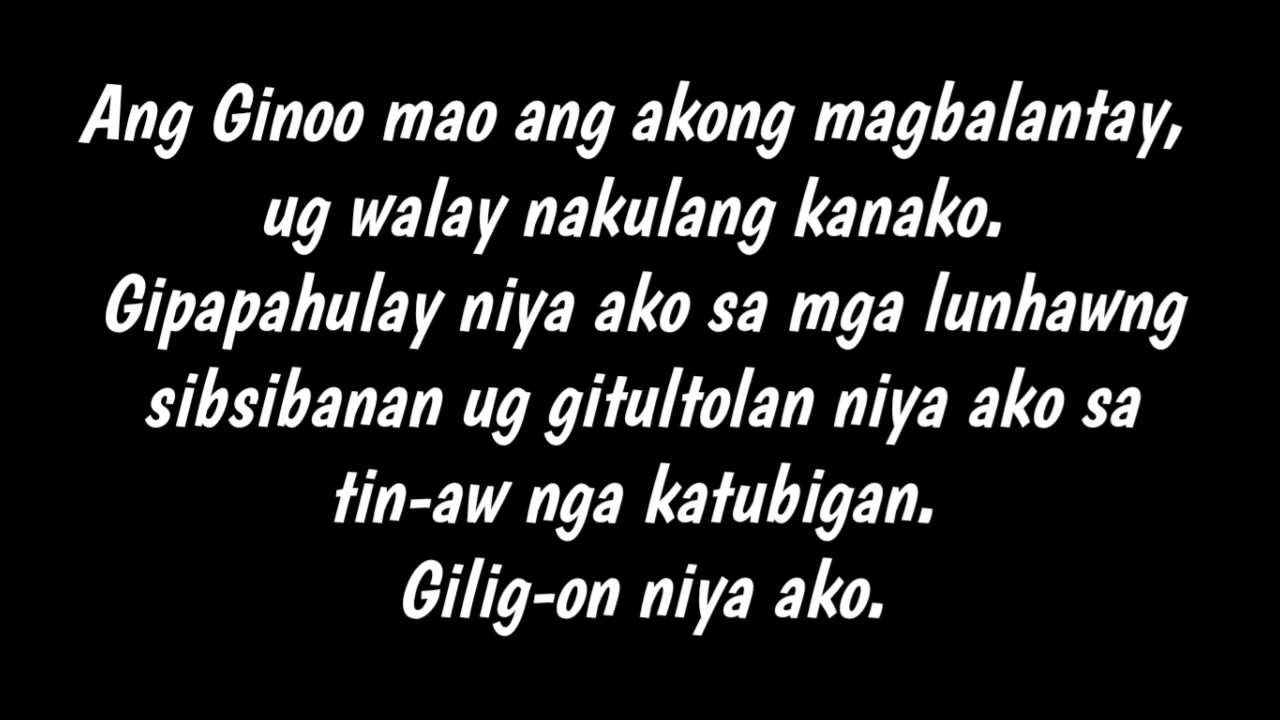 Ang Ginoo mao ang akong magbalantay,
ug walay nakulang kanako.
Gipapahulay niya ako sa mga lunhawng
sibsibanan ug gitultolan niya ako sa
tin-aw nga katubigan.
Gilig-on niya ako.